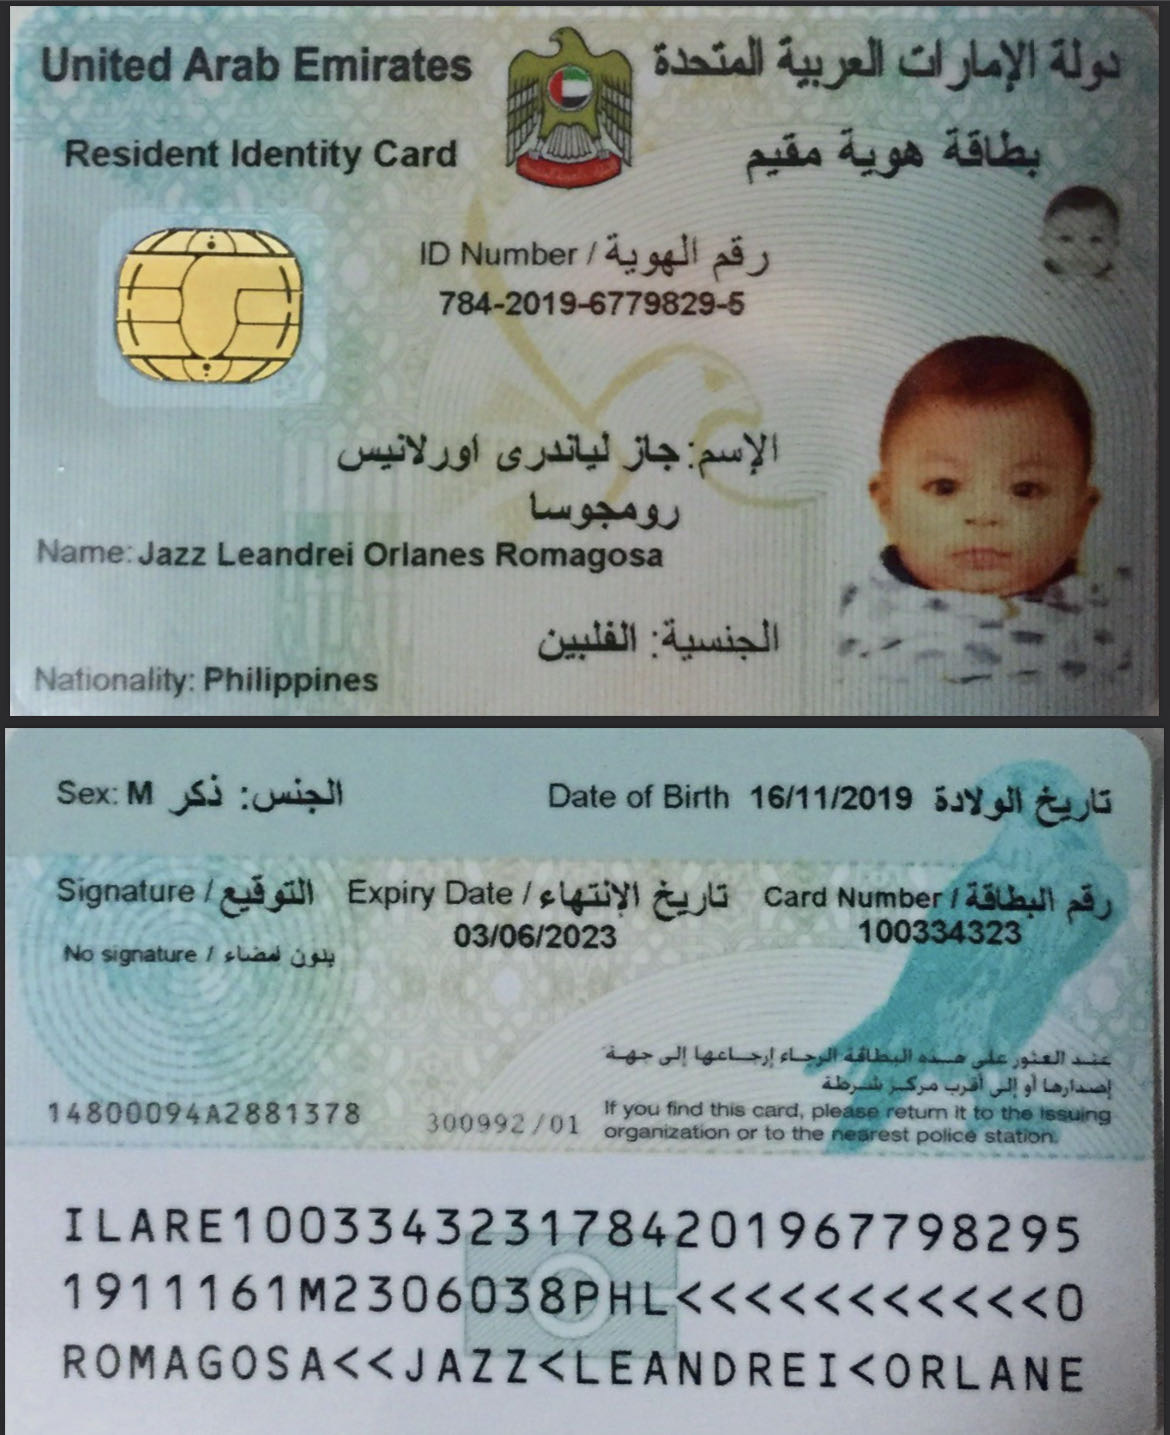 United Arab Emirates
دولة الإمارات العربية المتحدة
Resident Identity Card
بطاقة هوية مقيم
ID Number / رقم الهوية
784-2019-6779829-5
الإسم: جاز لياندرى اورلانيس
رومجوسا
Name: Jazz Leandrei Orlanes Romagosa
الجنسية: الفلبين
Nationality: Philippines
Sex: M الجنس: ذكر
Date of Birth 16/11/2019 تاريخ الولادة
Signature / التوقيع
Expiry Date / تاريخ الإنتهاء
Card Number / رقم البطاقة
No signature / بدون إمضاء
03/06/2023
100334323
عند العثور على هذه البطاقة الرجاء إرجاعها إلى جهة
إصدارها أو إلى أقرب مركز شرطة
14800094A2881378
300992/01
If you find this card, please return it to the issuing
organization or to the nearest police station.
ILARE1003343231784201967798295
1911161M2306038PHL<<<<<<<<<<<0
ROMAGOSA<<JAZZ<LEANDREI<ORLANE